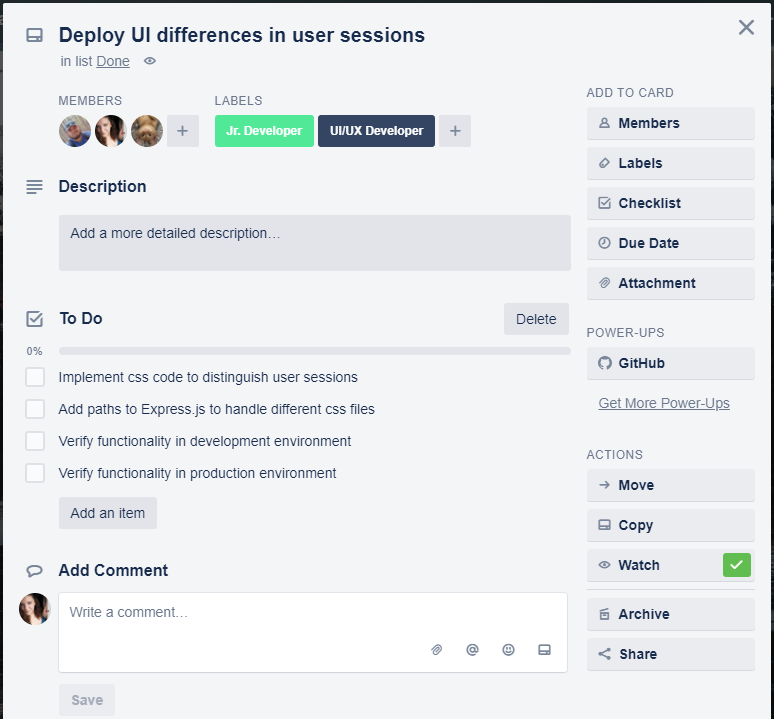 Deploy UI differences in user sessions
in list Done
MEMBERS
LABELS
+
Jr. Developer
UI/UX Developer
+
Description
Add a more detailed description…
To Do
Delete
0%
Implement css code to distinguish user sessions
Add paths to Express.js to handle different css files
Verify functionality in development environment
Verify functionality in production environment
Add an item
Add Comment
Write a comment…
@
Save
ADD TO CARD
Members
Labels
Checklist
Due Date
Attachment
POWER-UPS
GitHub
Get More Power-Ups
ACTIONS
Move
Copy
Watch
Archive
Share